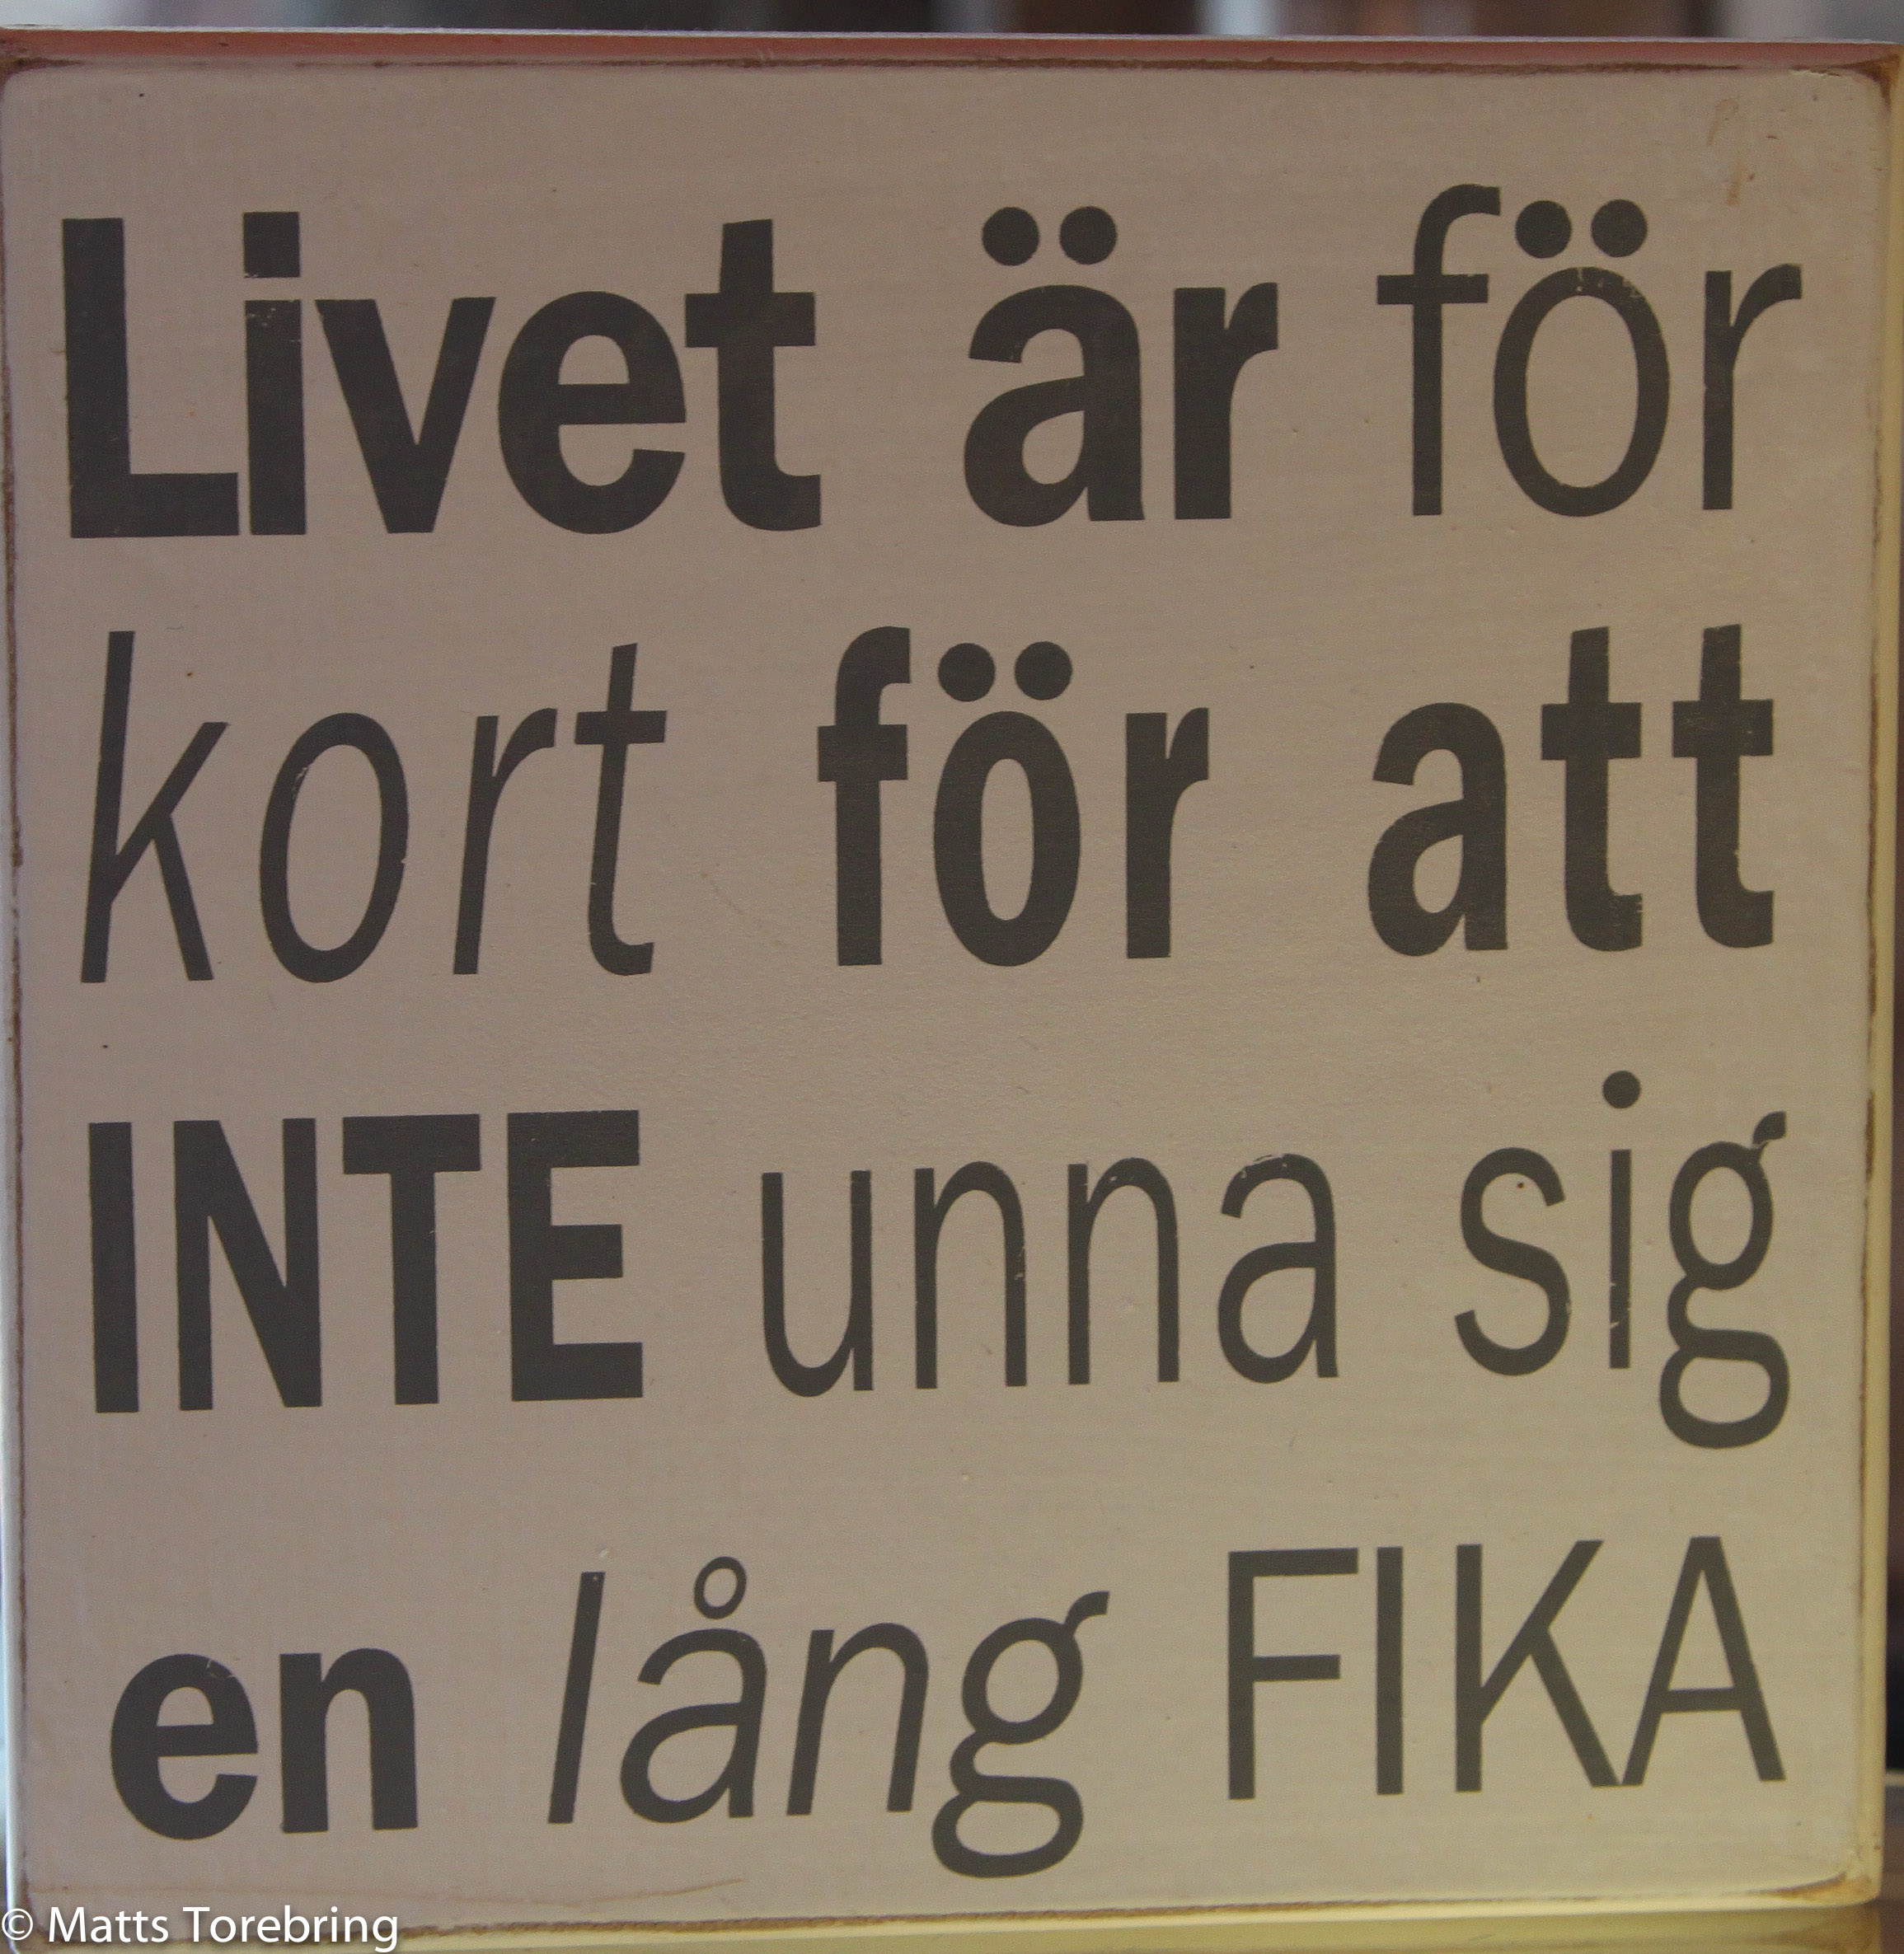 Livet är för
kort för att
INTE unna sig
en lång FIKA
© Matts Torebring